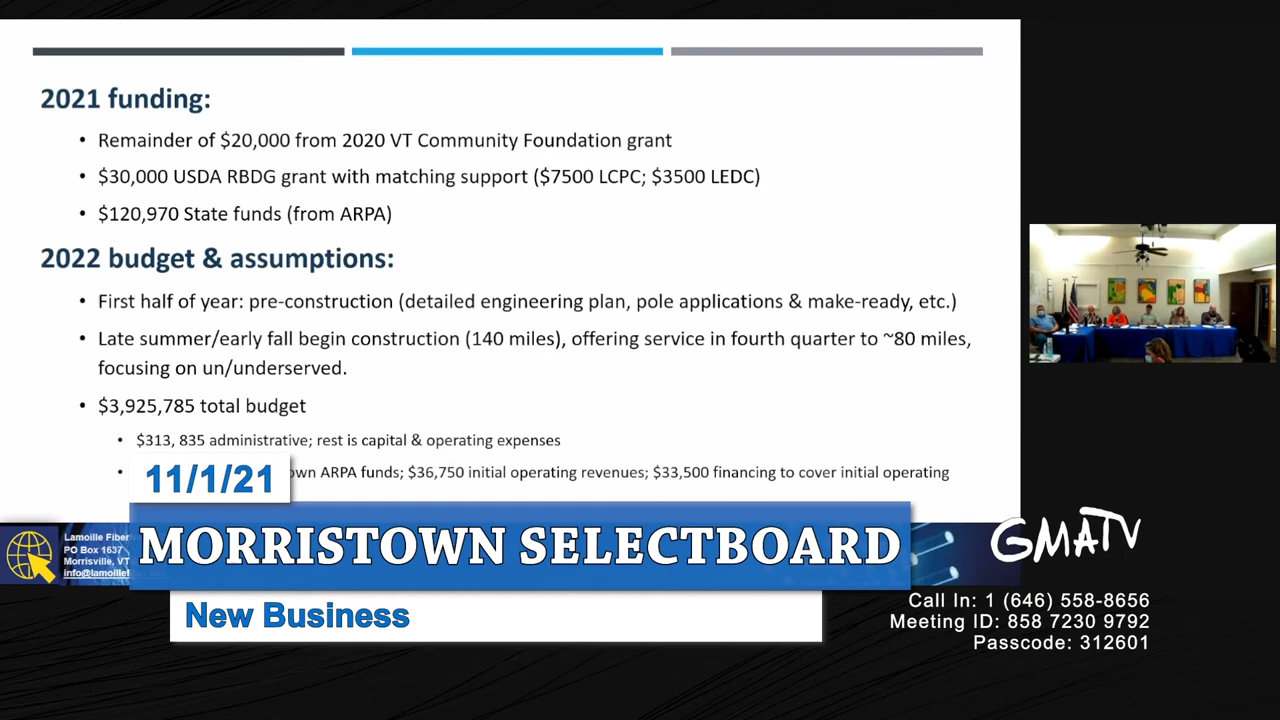 2021 funding:
• Remainder of $20,000 from 2020 VT Community Foundation grant
• $30,000 USDA RBDG grant with matching support ($7500 LCPC; $3500 LEDC)
• $120,970 State funds (from ARPA)
2022 budget & assumptions:
• First half of year: pre-construction (detailed engineering plan, pole applications & make-ready, etc.)
• Late summer/early fall begin construction (140 miles), offering service in fourth quarter to ~80 miles,
focusing on un/underserved.
• $3,925,785 total budget
• $313, 835 administrative; rest is capital & operating expenses
• ARPA funds; $36,750 initial operating revenues; $33,500 financing to cover initial operating
11/1/21
Lamoille Fiber
PO Box 1637
Morrisville, VT
MORRISTOWN SELECTBOARD
New Business
GMATV
Call In: 1 (646) 558-8656
Meeting ID: 858 7230 9792
Passcode: 312601